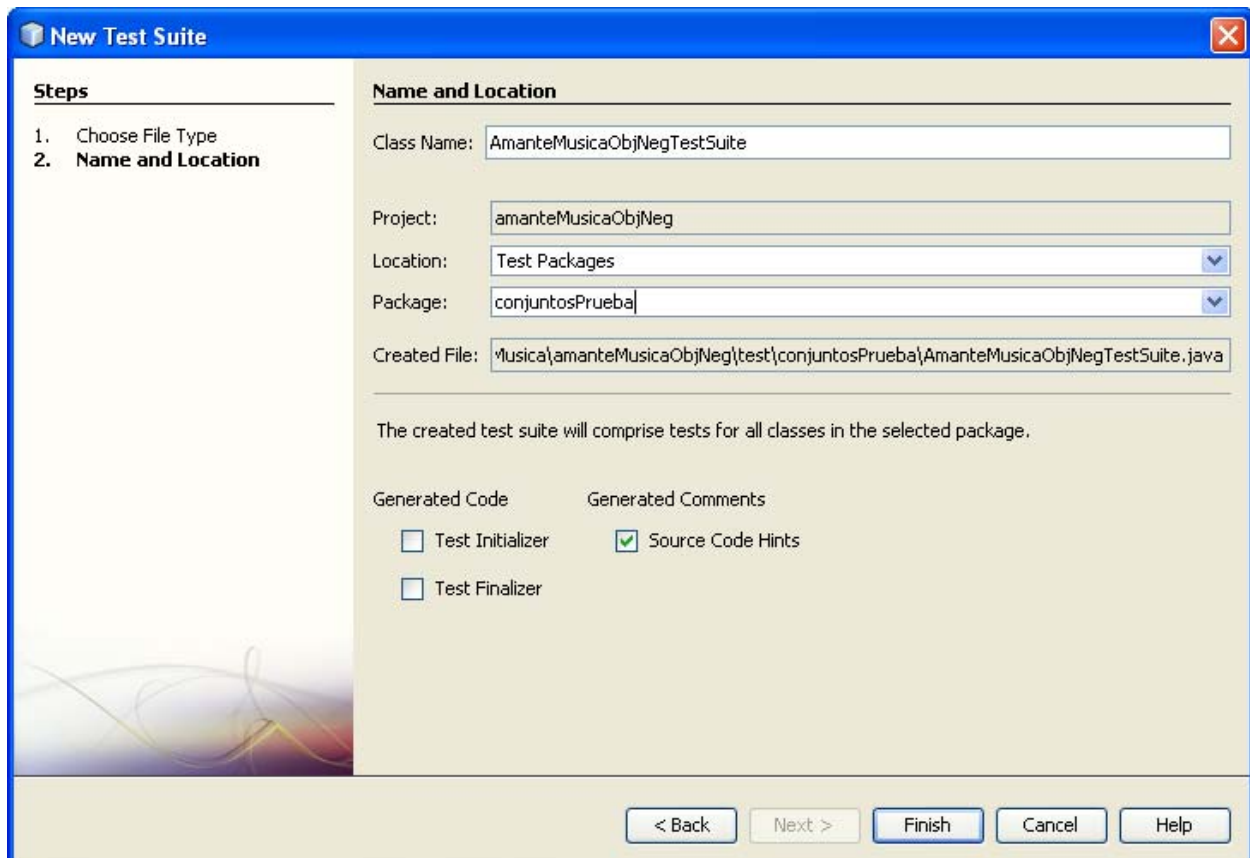 New Test Suite
Steps
1. Choose File Type
2. Name and Location
Name and Location
Class Name: AmanteMusicaObjNegTestSuite
Project: amanteMusicaObjNeg
Location: Test Packages
Package: conjuntosPrueba
Created File: Musica\amanteMusicaObjNeg\test\conjuntosPrueba\AmanteMusicaObjNegTestSuite.java
The created test suite will comprise tests for all classes in the selected package.
Generated Code Generated Comments
Test Initializer Source Code Hints
Test Finalizer
< Back Next > Finish Cancel Help